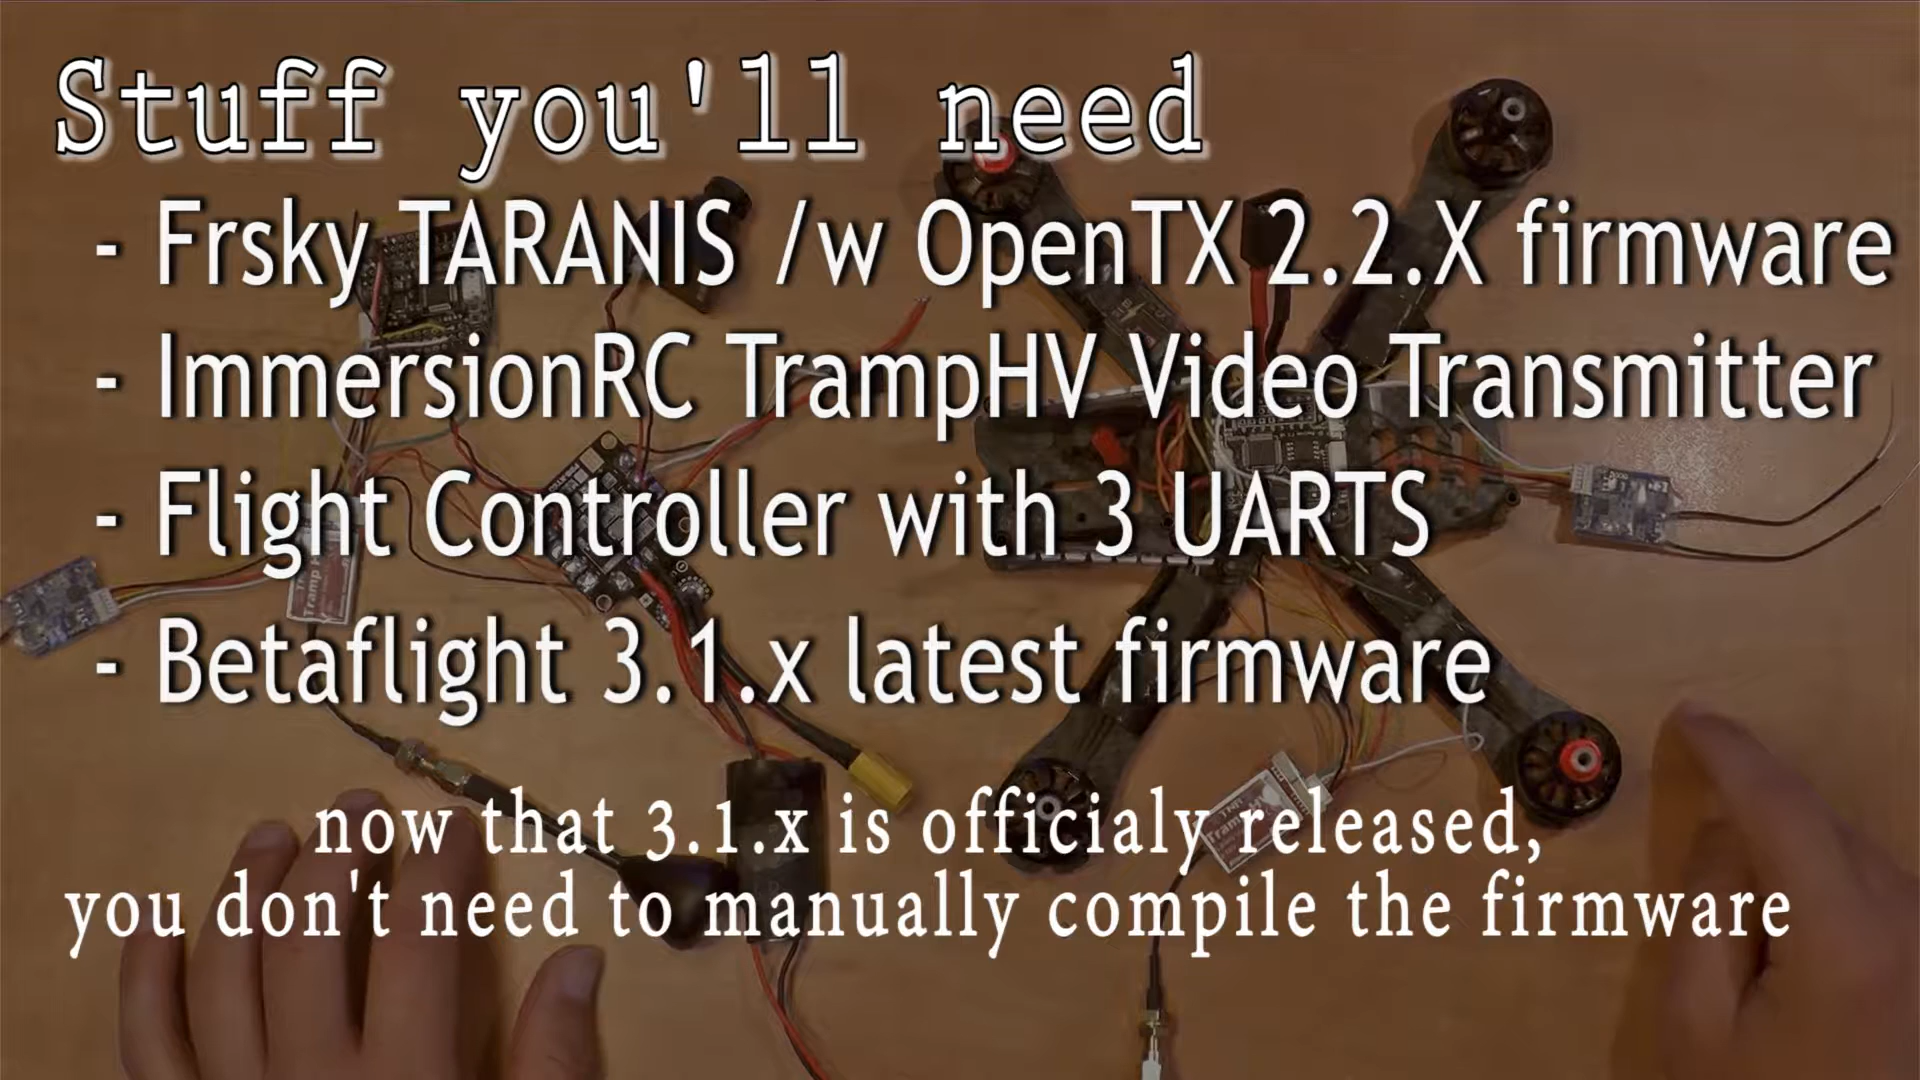 Stuff you'll need
- Frsky TARANIS /w OpenTX 2.2.X firmware
- ImmersionRC TrampHV Video Transmitter
- Flight Controller with 3 UARTS
- Betaflight 3.1.x latest firmware
now that 3.1.x is officialy released,
you don't need to manually compile the firmware
Tramp H
TrampHV